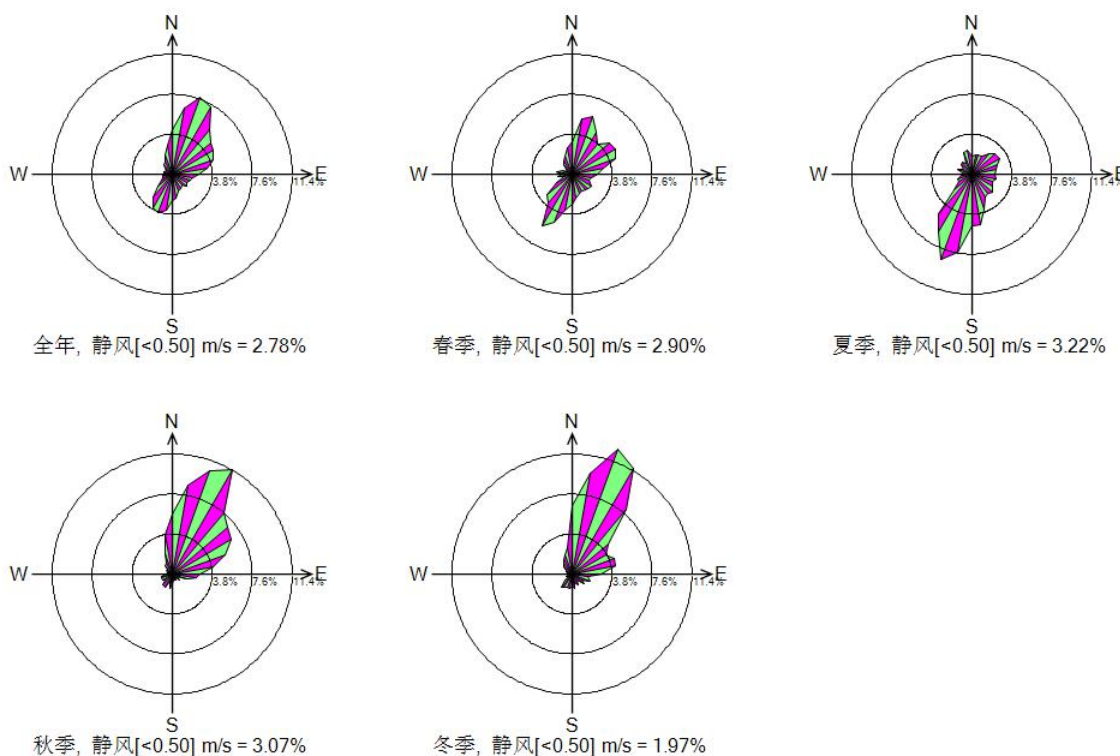 N
W 3.8% 7.6% 11.4% E
S
全年, 静风[<0.50] m/s = 2.78%
N
W 3.8% 7.6% 11.4% E
S
春季, 静风[<0.50] m/s = 2.90%
N
W 3.8% 7.6% 11.4% E
S
夏季, 静风[<0.50] m/s = 3.22%
N
W 3.8% 7.6% 11.4% E
S
秋季, 静风[<0.50] m/s = 3.07%
N
W 3.8% 7.6% 11.4% E
S
冬季, 静风[<0.50] m/s = 1.97%